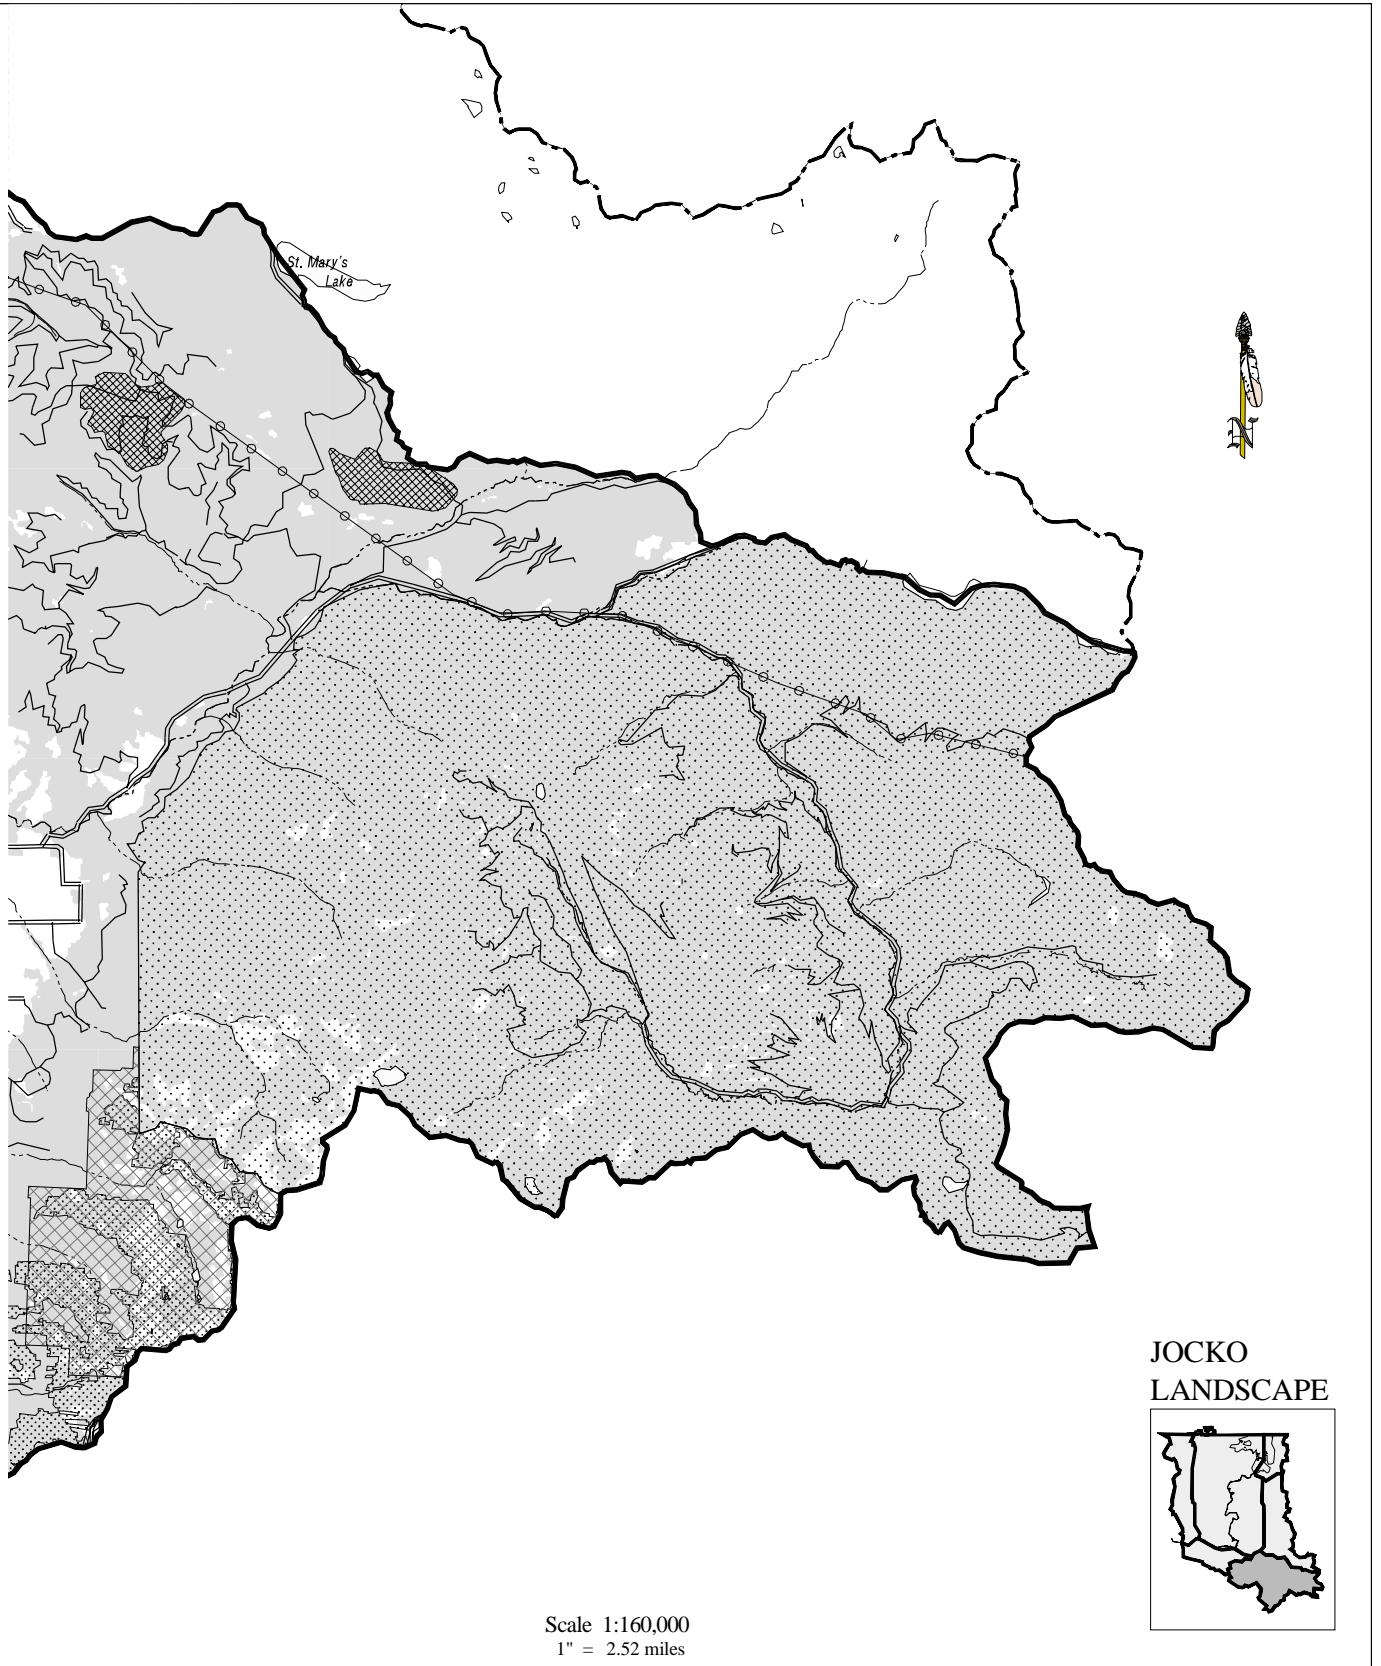 St. Mary's
Lake
N
JOCKO
LANDSCAPE
Scale 1:160,000
1" = 2.52 miles